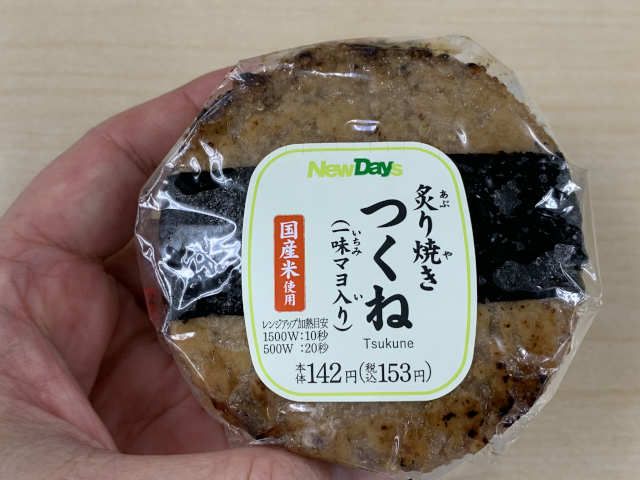 NewDays
炙り焼き
あぶ や
つくね
(一味マヨ入り)
いちみ い
Tsukune
国産米使用
レンジアップ加熱目安
1500W:10秒
500W :20秒
本体142円(税込153円)